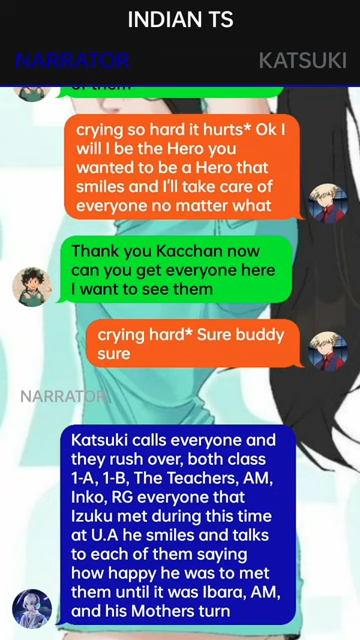 INDIAN TS
NARRATOR KATSUKI
of them
crying so hard it hurts* Ok I
will I be the Hero you
wanted to be a Hero that
smiles and I'll take care of
everyone no matter what
Thank you Kacchan now
can you get everyone here
I want to see them
crying hard* Sure buddy
sure
NARRATOR
Katsuki calls everyone and
they rush over, both class
1-A, 1-B, The Teachers, AM,
Inko, RG everyone that
Izuku met during this time
at U.A he smiles and talks
to each of them saying
how happy he was to met
them until it was Ibara, AM,
and his Mothers turn